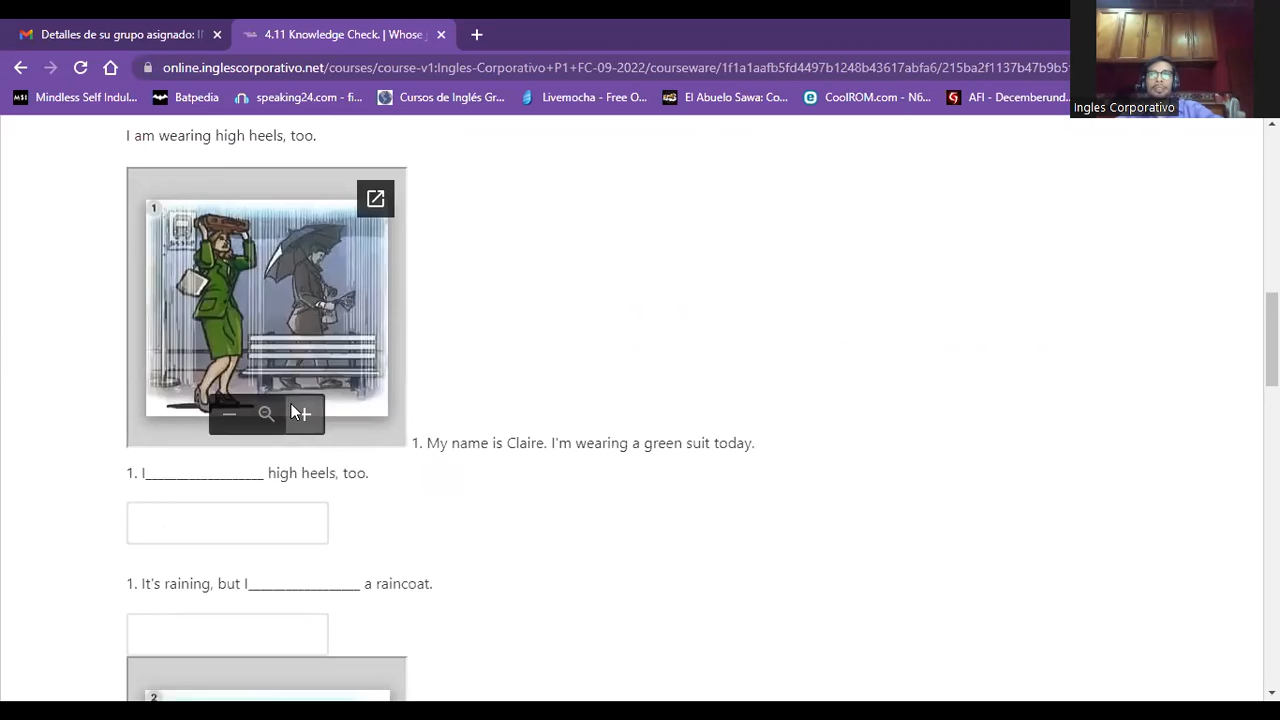 Detalles de su grupo asignado: II
4.11 Knowledge Check. | Whose
online.inglescorporativo.net/courses/course-v1:Ingles-Corporativo+P1+FC-09-2022/courseware/1f1a1aafb5fd4497b1248b43617abfa6/215ba2f1137b47b9b5
Mindless Self Indul...
Batpedia
speaking24.com - fi...
Cursos de Inglés Gr...
Livemocha - Free O...
El Abuelo Sawa: Co...
CoolROM.com - N6...
AFI - Decemberund...
Ingles Corporativo
I am wearing high heels, too.
1
1. My name is Claire. I'm wearing a green suit today.
1. I__________________ high heels, too.
1. It's raining, but I_________________ a raincoat.
2